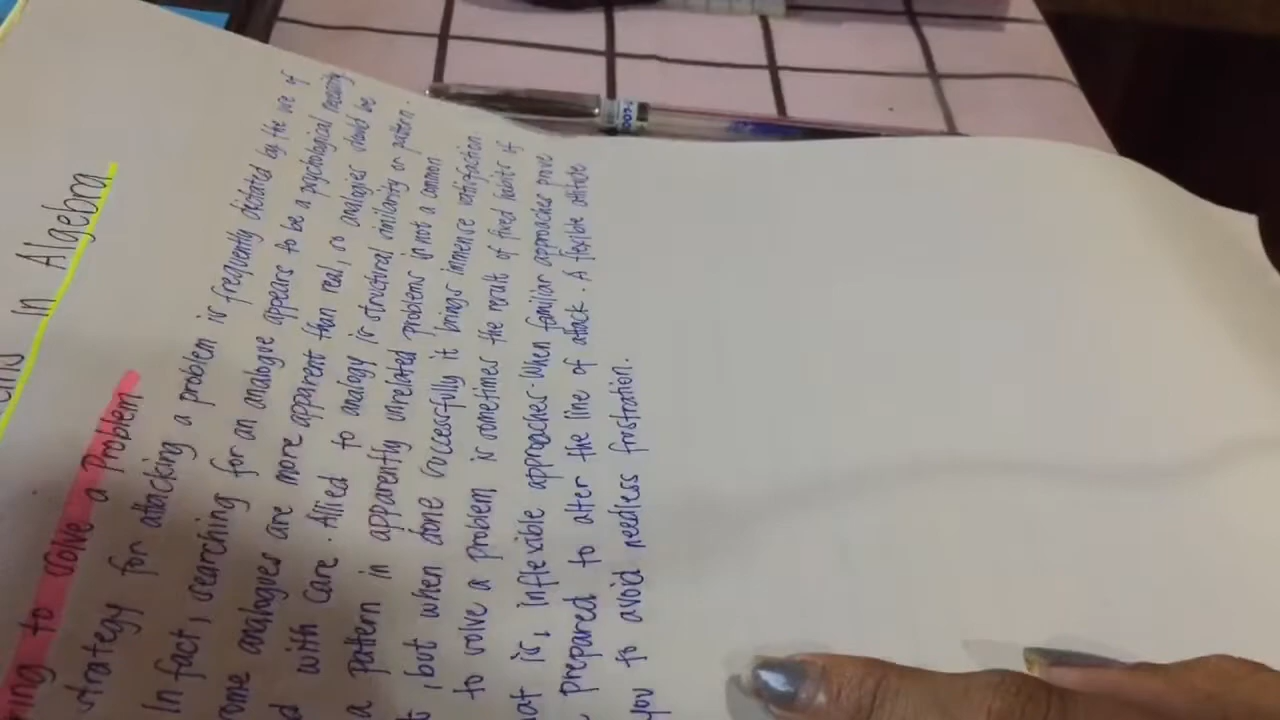 in Algebra
to solve a Problem
strategy for attacking a problem is frequently dictated by the use of
In fact, searching for an analogue appears to be a psychological necessity
analogues are more apparent than real, so analogies should be
with care. Allied to analogy is structural similarity or pattern.
a pattern in apparently unrelated problems is not a common
, but when done successfully it brings immense satisfaction
to solve a problem is sometimes the result of fixed habits of
is, inflexible approaches. When familiar approaches prove
prepared to alter the line of attack. A flexible attitude
you to avoid needless frustration.